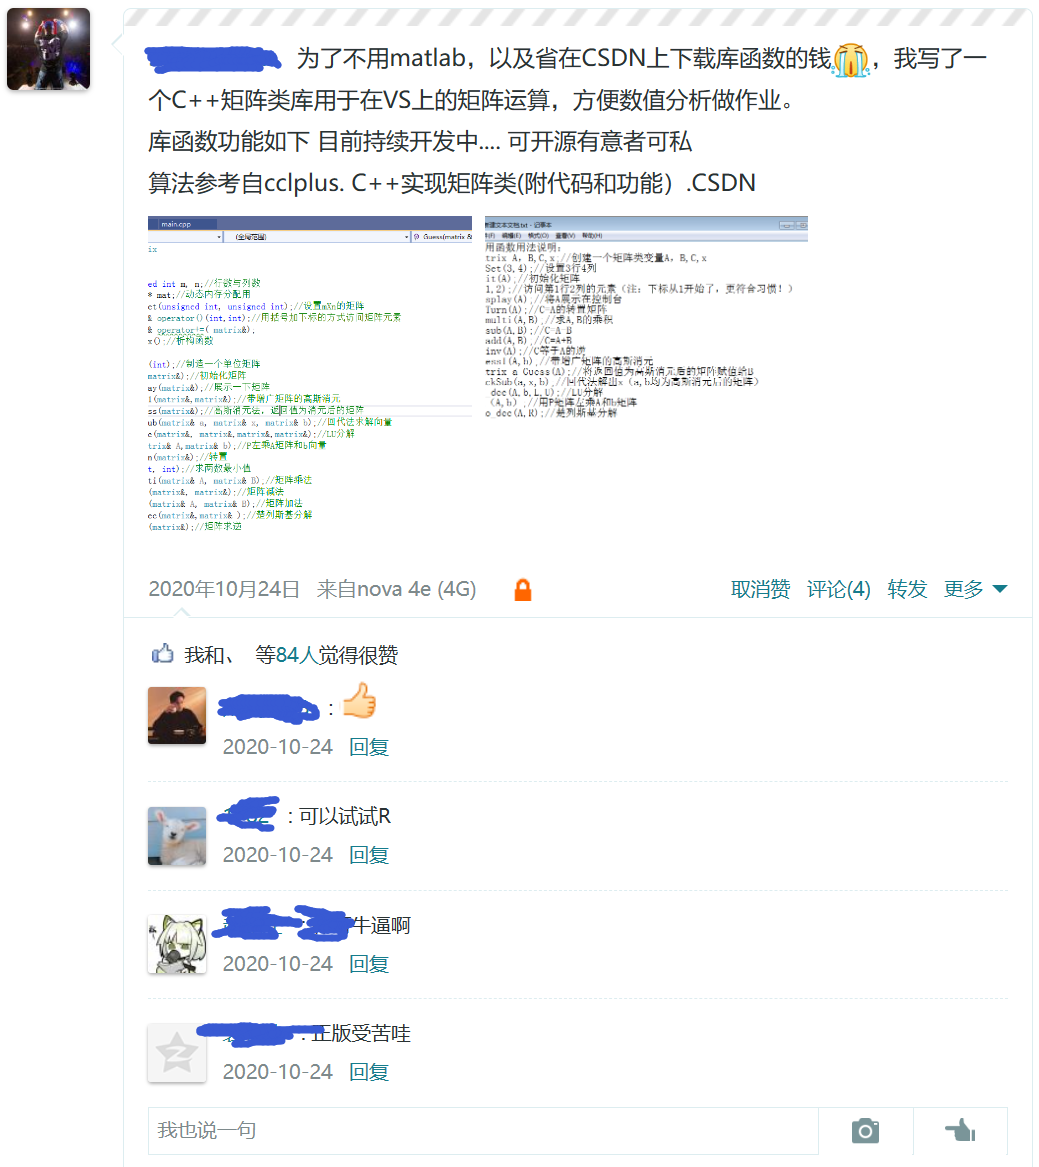 为了不用matlab，以及省在CSDN上下载库函数的钱，我写了一
个C++矩阵类库用于在VS上的矩阵运算，方便数值分析做作业。
库函数功能如下 目前持续开发中.... 可开源有意者可私
算法参考自cclplus. C++实现矩阵类(附代码和功能）.CSDN
main.cpp
(全局范围)
Guess(matrix &
ix
ed int m, n;//行数与列数
* mat;//动态内存分配用
et(unsigned int, unsigned int);//设置mXn的矩阵
& operator()(int,int);//用括号加下标的方式访问矩阵元素
& operator+=( matrix&);
x();//析构函数
(int);//制造一个单位矩阵
matrix&);//初始化矩阵
ay(matrix&);//展示一下矩阵
l(matrix&,matrix&);//带增广矩阵的高斯消元
ss(matrix&);//高斯消元法，返回值为消元后的矩阵
ub(matrix& a, matrix& x, matrix& b);//回代法求解向量
c(matrix&, matrix&,matrix&,matrix&);//LU分解
trix& A,matrix& b);//P左乘A矩阵和b向量
n(matrix&);//转置
t, int);//求两数最小值
ti(matrix& A, matrix& B);//矩阵乘法
(matrix&, matrix&);//矩阵减法
(matrix& A, matrix& B);//矩阵加法
ec(matrix&,matrix& );//楚列斯基分解
(matrix&);//矩阵求逆
新建文本文档.txt - 记事本
件(F) 编辑(E) 格式(O) 查看(V) 帮助(H)
用函数用法说明：
trix A，B,C,x;//创建一个矩阵类变量A，B,C,x
Set(3,4);//设置3行4列
it(A);//初始化矩阵
1,2);//访问第1行2列的元素（注：下标从1开始了，更符合习惯！）
splay(A);//将A展示在控制台
Turn(A);//C=A的转置矩阵
multi(A,B);//求A,B的乘积
sub(A,B);//C=A-B
add(A,B);//C=A+B
inv(A);//C等于A的逆
essl(A,b);//带增广矩阵的高斯消元
trix a Guess(A);//将返回值为高斯消元后的矩阵赋值给B
ckSub(a,x,b);//回代法解出x（a,b均为高斯消元后的矩阵）
_dec(A,b,L,U);//LU分解
(A,b);//用P矩阵左乘A和b矩阵
o_dec(A,R);//楚列斯基分解
2020年10月24日 来自nova 4e (4G) 取消赞 评论(4) 转发 更多
我和、 等84人觉得很赞
:
2020-10-24 回复
: 可以试试R
2020-10-24 回复
牛逼啊
2020-10-24 回复
: 正版受苦哇
2020-10-24 回复
我也说一句